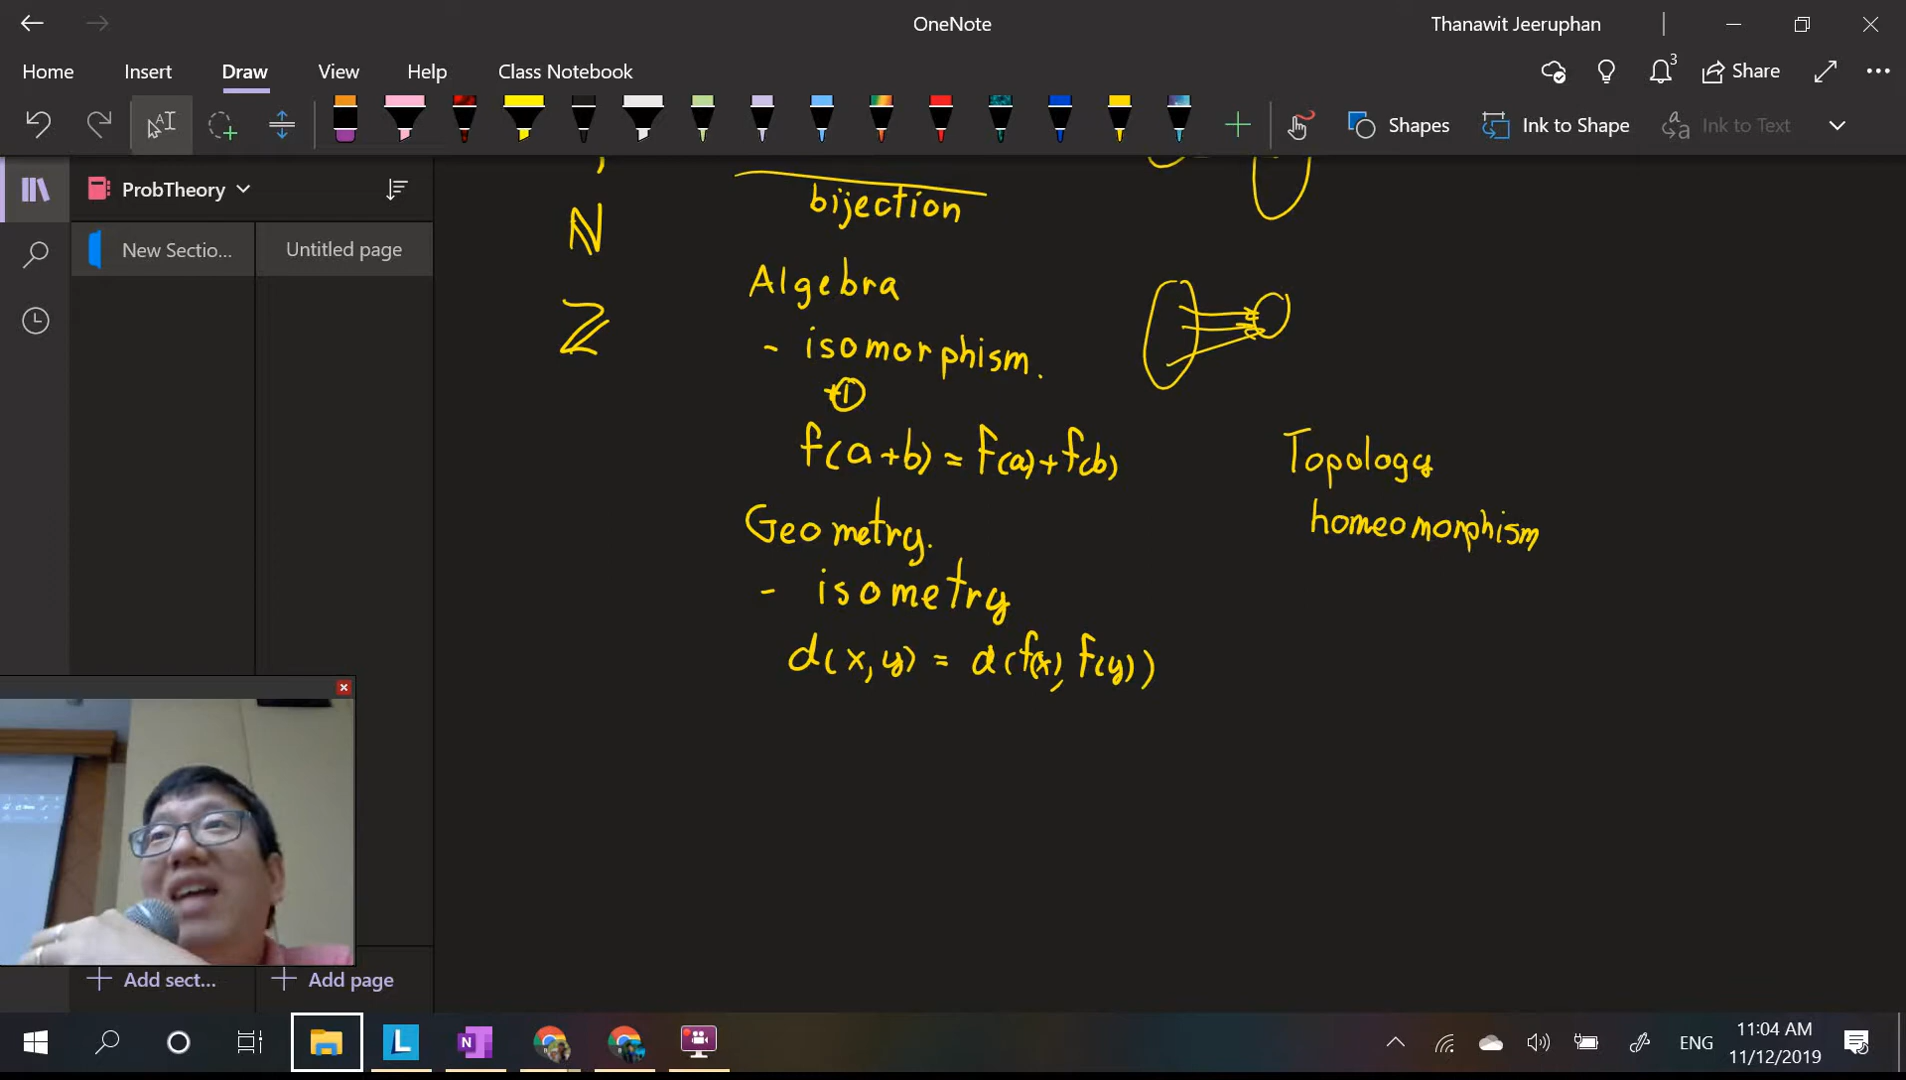 OneNote
Thanawit Jeeruphan
Home Insert Draw View Help Class Notebook
3
Share
Shapes
Ink to Shape
Ink to Text
ProbTheory
New Sectio...
Untitled page
bijection
ℕ
ℤ
Algebra
- isomorphism.
+①
f(a+b) = f(a)+f(b)
Geometry.
- isometry
d(x,y) = d(f(x), f(y))
Topology
homeomorphism
+ Add sect...
+ Add page
L
N
ENG
11:04 AM
11/12/2019